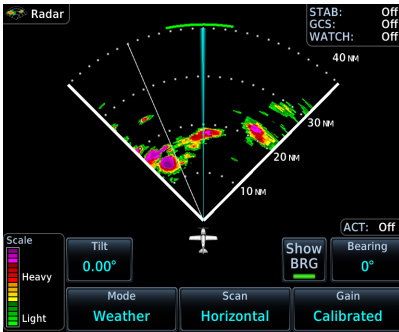 Radar
STAB: Off
GCS: Off
WATCH: Off
40 NM
30 NM
20 NM
10 NM
ACT: Off
Scale
Heavy
Light
Tilt
0.00°
Show
BRG
Bearing
0°
Mode
Weather
Scan
Horizontal
Gain
Calibrated